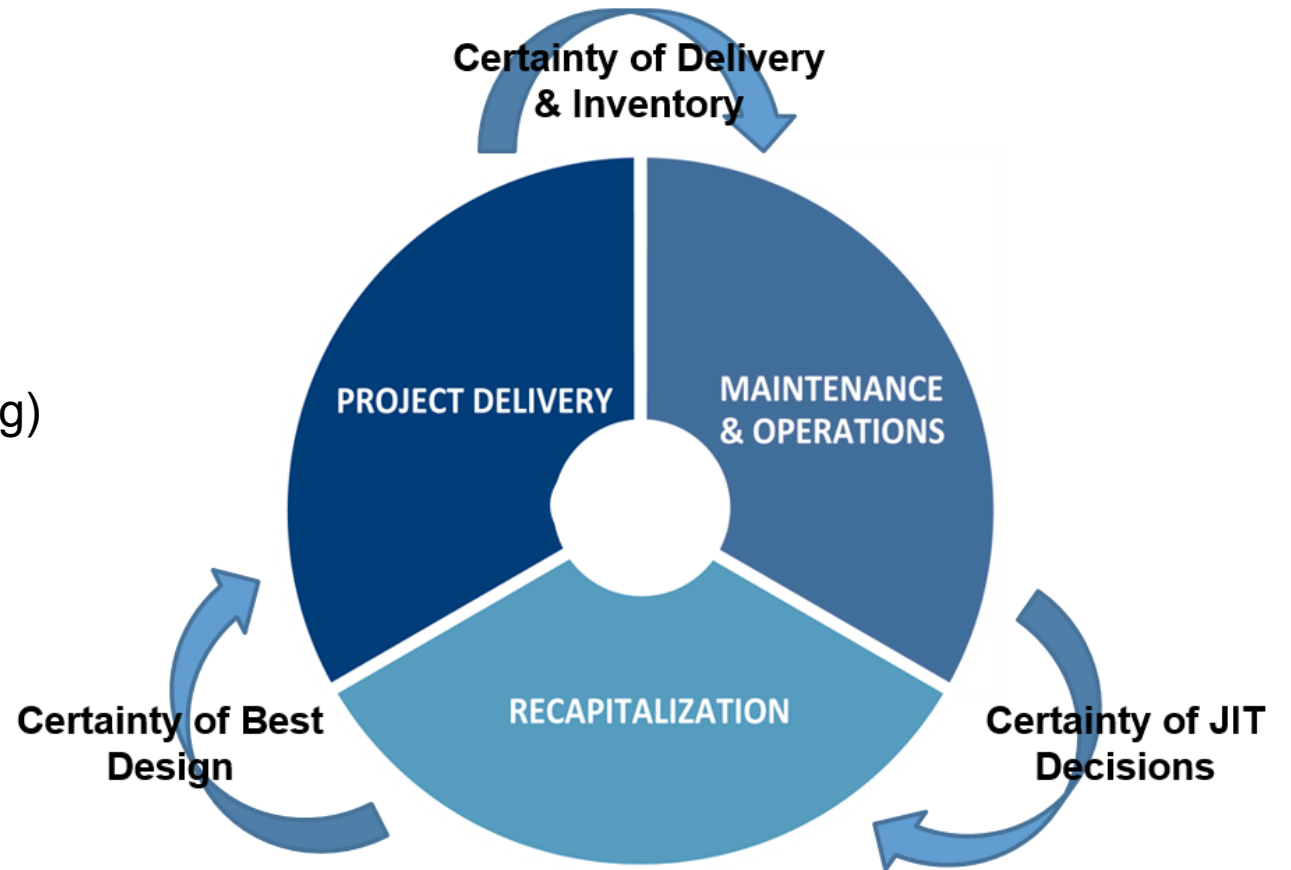 Certainty of Delivery
& Inventory
PROJECT DELIVERY
MAINTENANCE
& OPERATIONS
g)
RECAPITALIZATION
Certainty of Best
Design
Certainty of JIT
Decisions